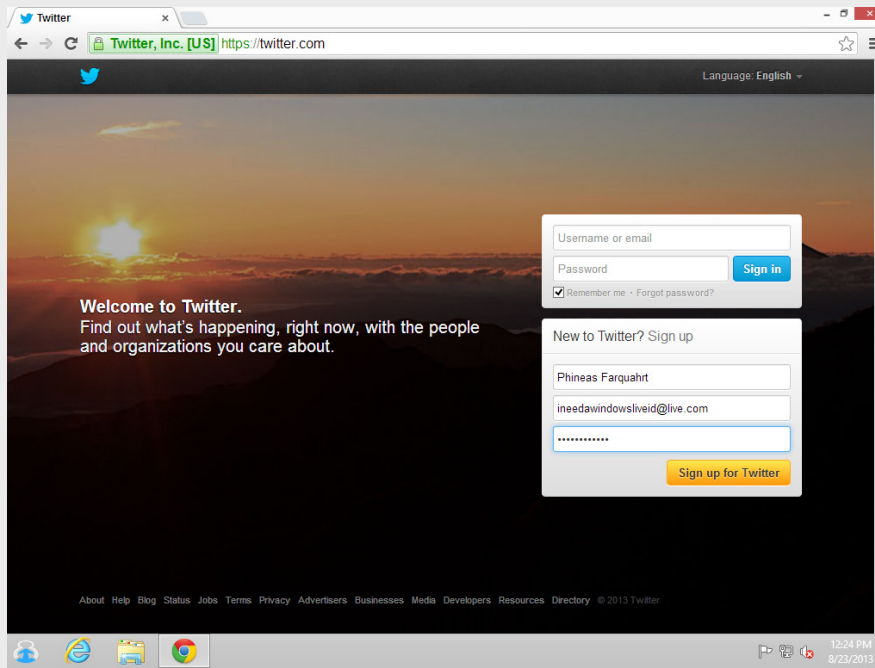 Twitter
Twitter, Inc. [US] https://twitter.com
Language: English
Username or email
Password
Sign in
Remember me · Forgot password?
Welcome to Twitter.
Find out what's happening, right now, with the people
and organizations you care about.
New to Twitter? Sign up
Phineas Farquahrt
ineedawindowsliveid@live.com
Sign up for Twitter
About Help Blog Status Jobs Terms Privacy Advertisers Businesses Media Developers Resources Directory © 2013 Twitter
12:24 PM
8/23/2013